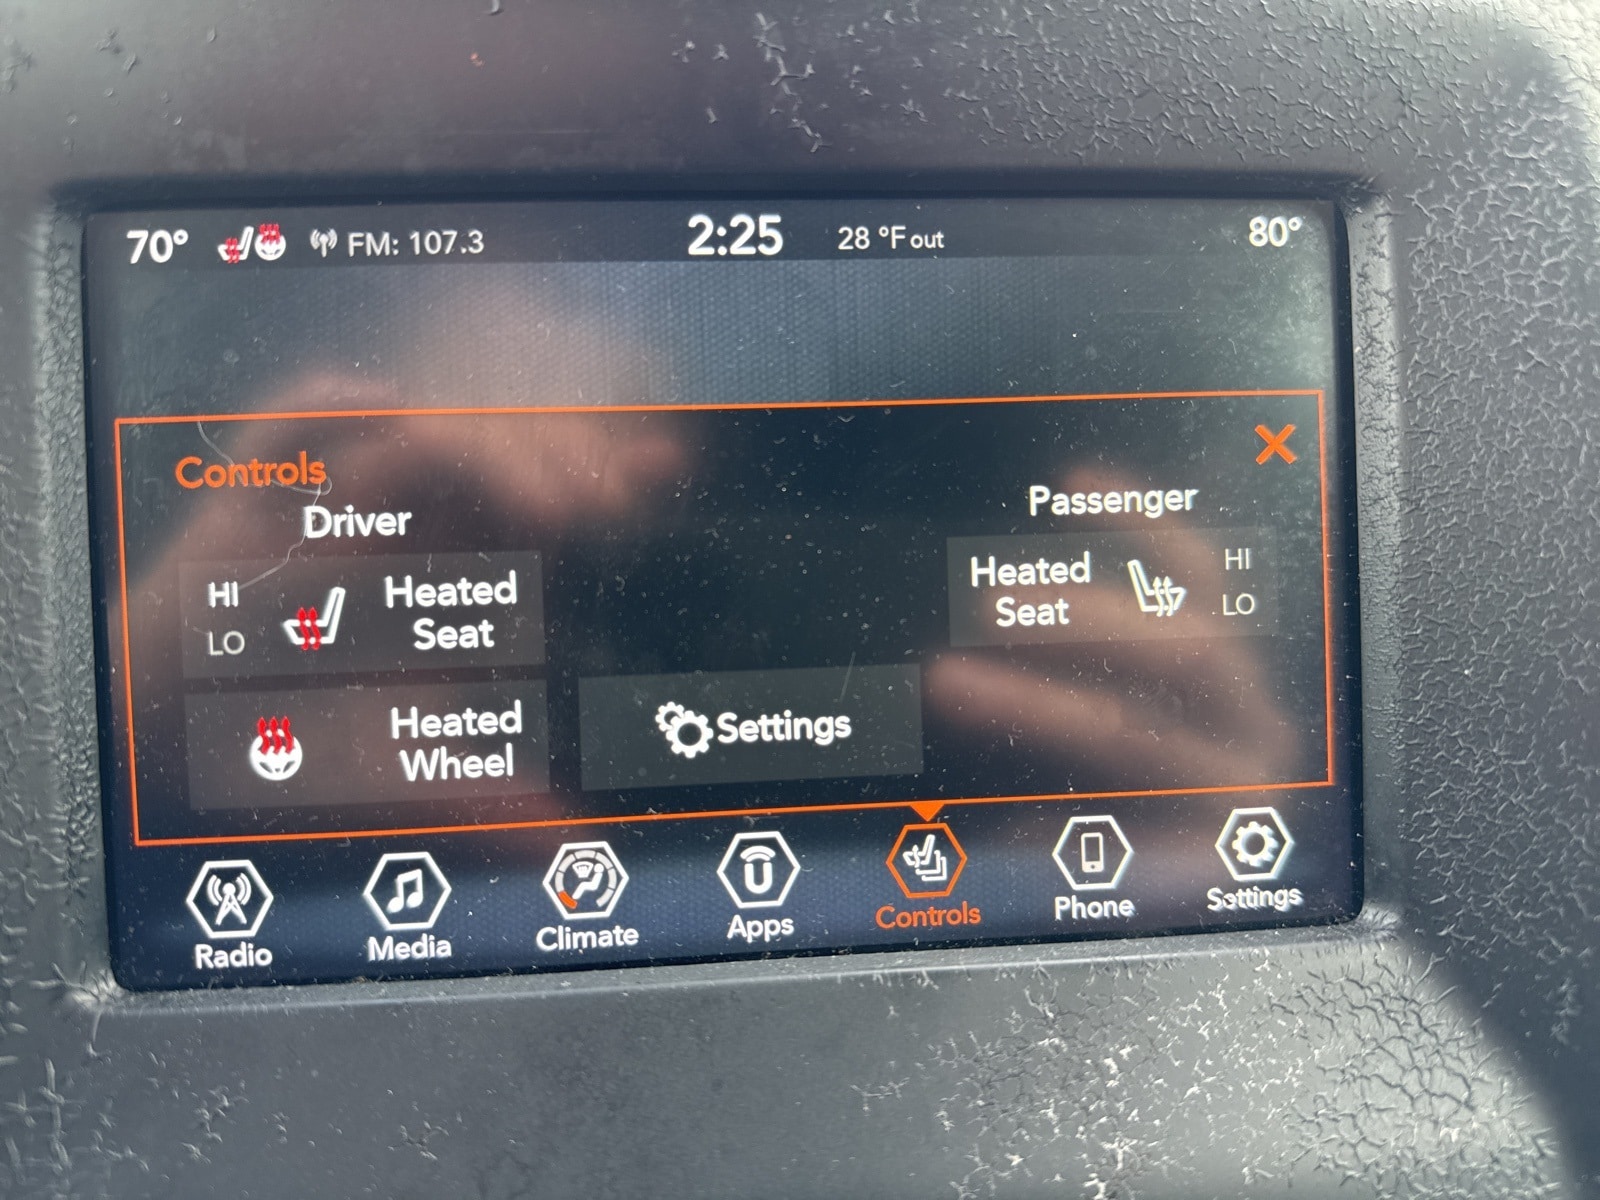 70°
FM: 107.3
2:25
28 °F out
80°
Controls
Driver
Passenger
HI
LO
Heated
Seat
Heated
Seat
HI
LO
Heated
Wheel
Settings
Radio
Media
Climate
Apps
Controls
Phone
Settings